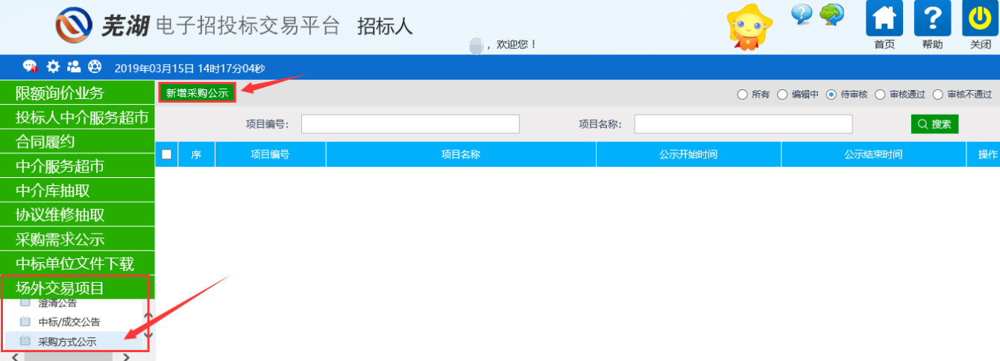 芜湖 电子招投标交易平台 招标人
，欢迎您！
首页 帮助 关闭
2019年03月15日 14时17分04秒
限额询价业务
投标人中介服务超市
合同履约
中介服务超市
中介库抽取
协议维修抽取
采购需求公示
中标单位文件下载
场外交易项目
澄清公告
中标/成交公告
采购方式公示
新增采购公示
所有 编辑中 待审核 审核通过 审核不通过
项目编号： 项目名称： 搜索
序 项目编号 项目名称 公示开始时间 公示结束时间 操作